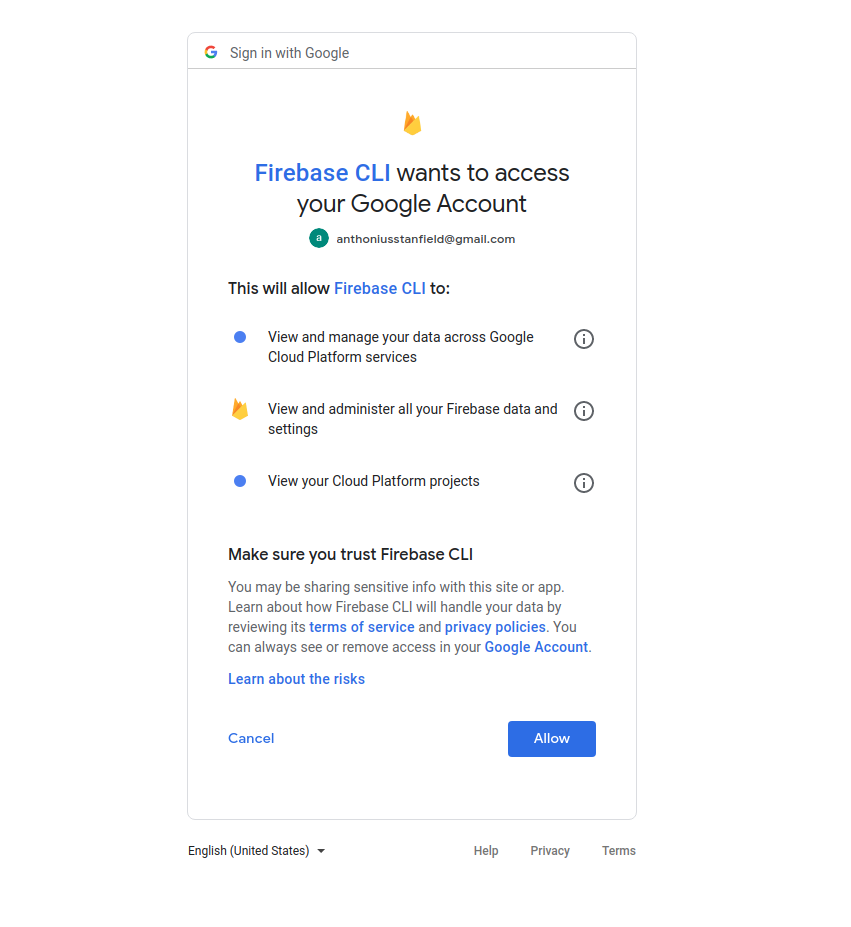 Sign in with Google
Firebase CLI wants to access
your Google Account
a anthoniusstanfield@gmail.com
This will allow Firebase CLI to:
View and manage your data across Google
Cloud Platform services
View and administer all your Firebase data and
settings
View your Cloud Platform projects
Make sure you trust Firebase CLI
You may be sharing sensitive info with this site or app.
Learn about how Firebase CLI will handle your data by
reviewing its terms of service and privacy policies. You
can always see or remove access in your Google Account.
Learn about the risks
Cancel Allow
English (United States) Help Privacy Terms